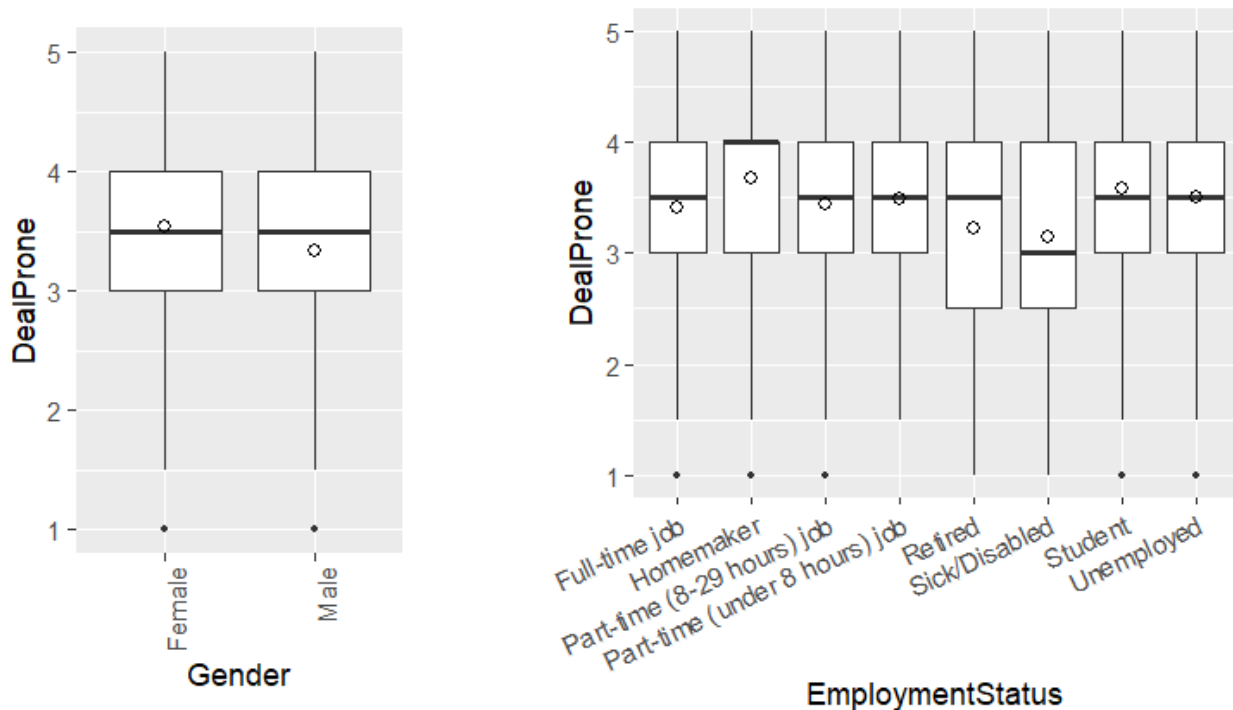 DealProne
5
4
3
2
1
Female
Male
Gender
DealProne
5
4
3
2
1
Full-time job
Homemaker
Part-time (8-29 hours) job
Part-time (under 8 hours) job
Retired
Sick/Disabled
Student
Unemployed
EmploymentStatus